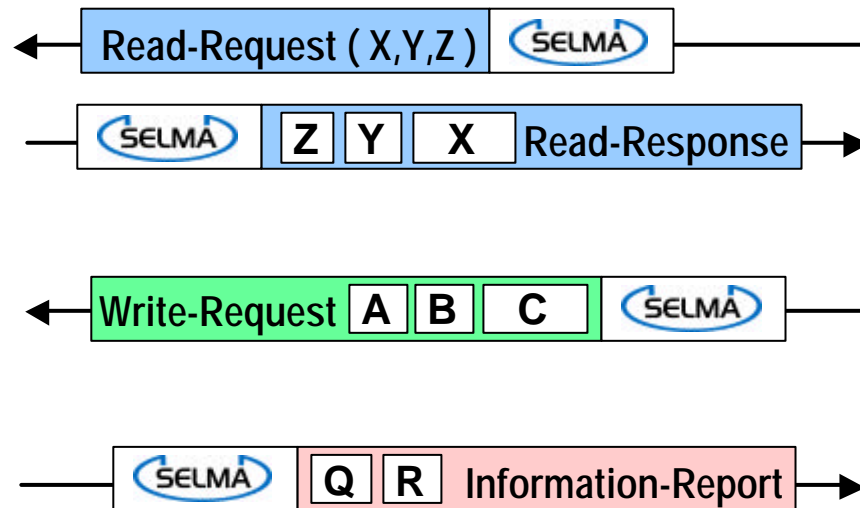 Read-Request ( X,Y,Z ) SELMA
SELMA Z Y X Read-Response
Write-Request A B C SELMA
SELMA Q R Information-Report